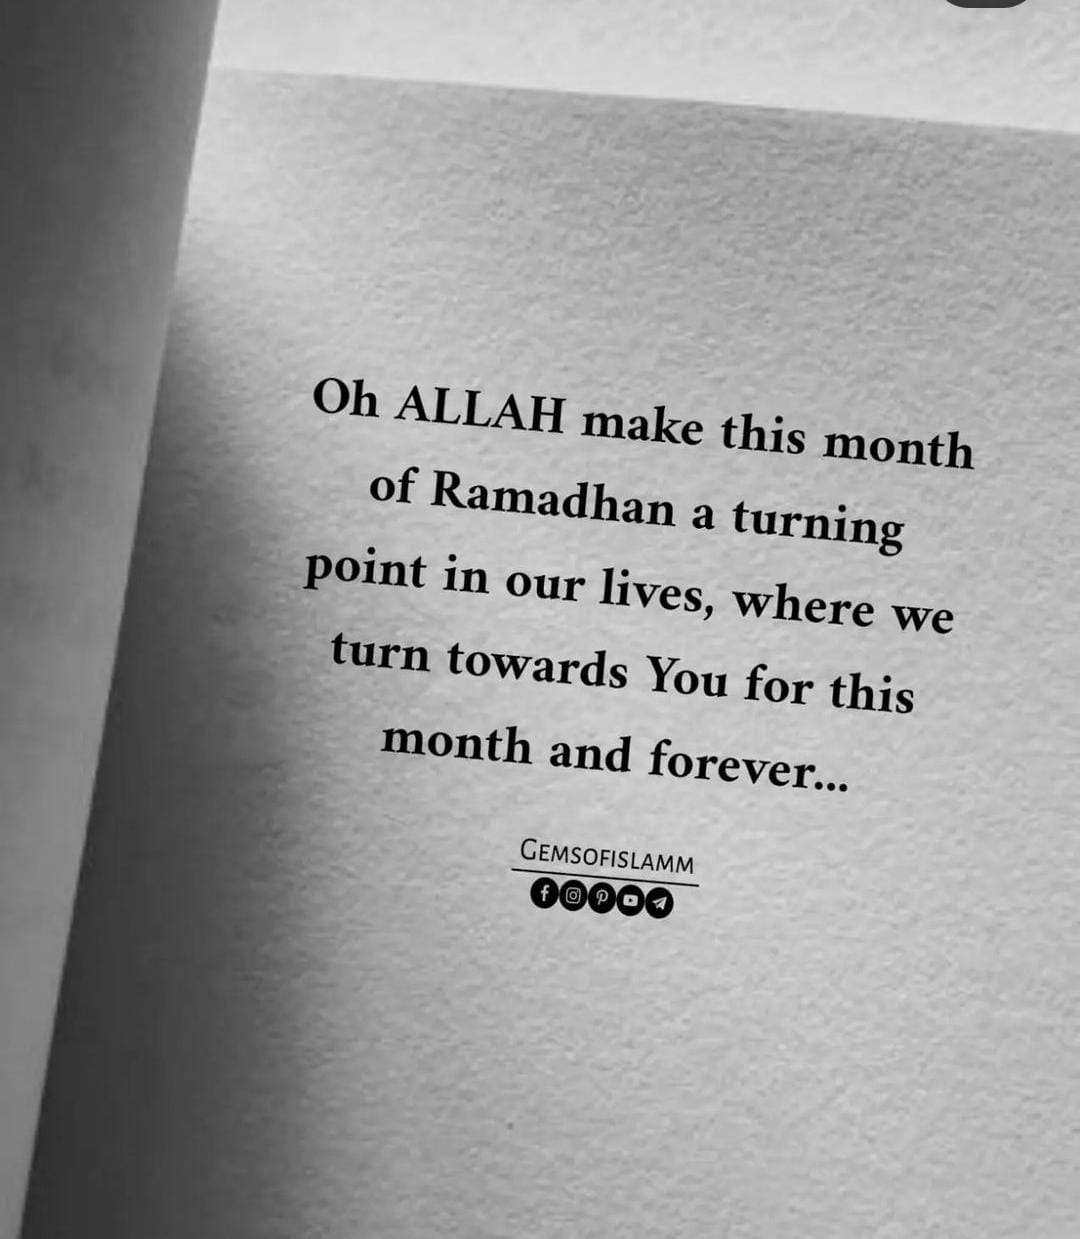 Oh ALLAH make this month
of Ramadhan a turning
point in our lives, where we
turn towards You for this
month and forever...
GEMSOFISLAMM